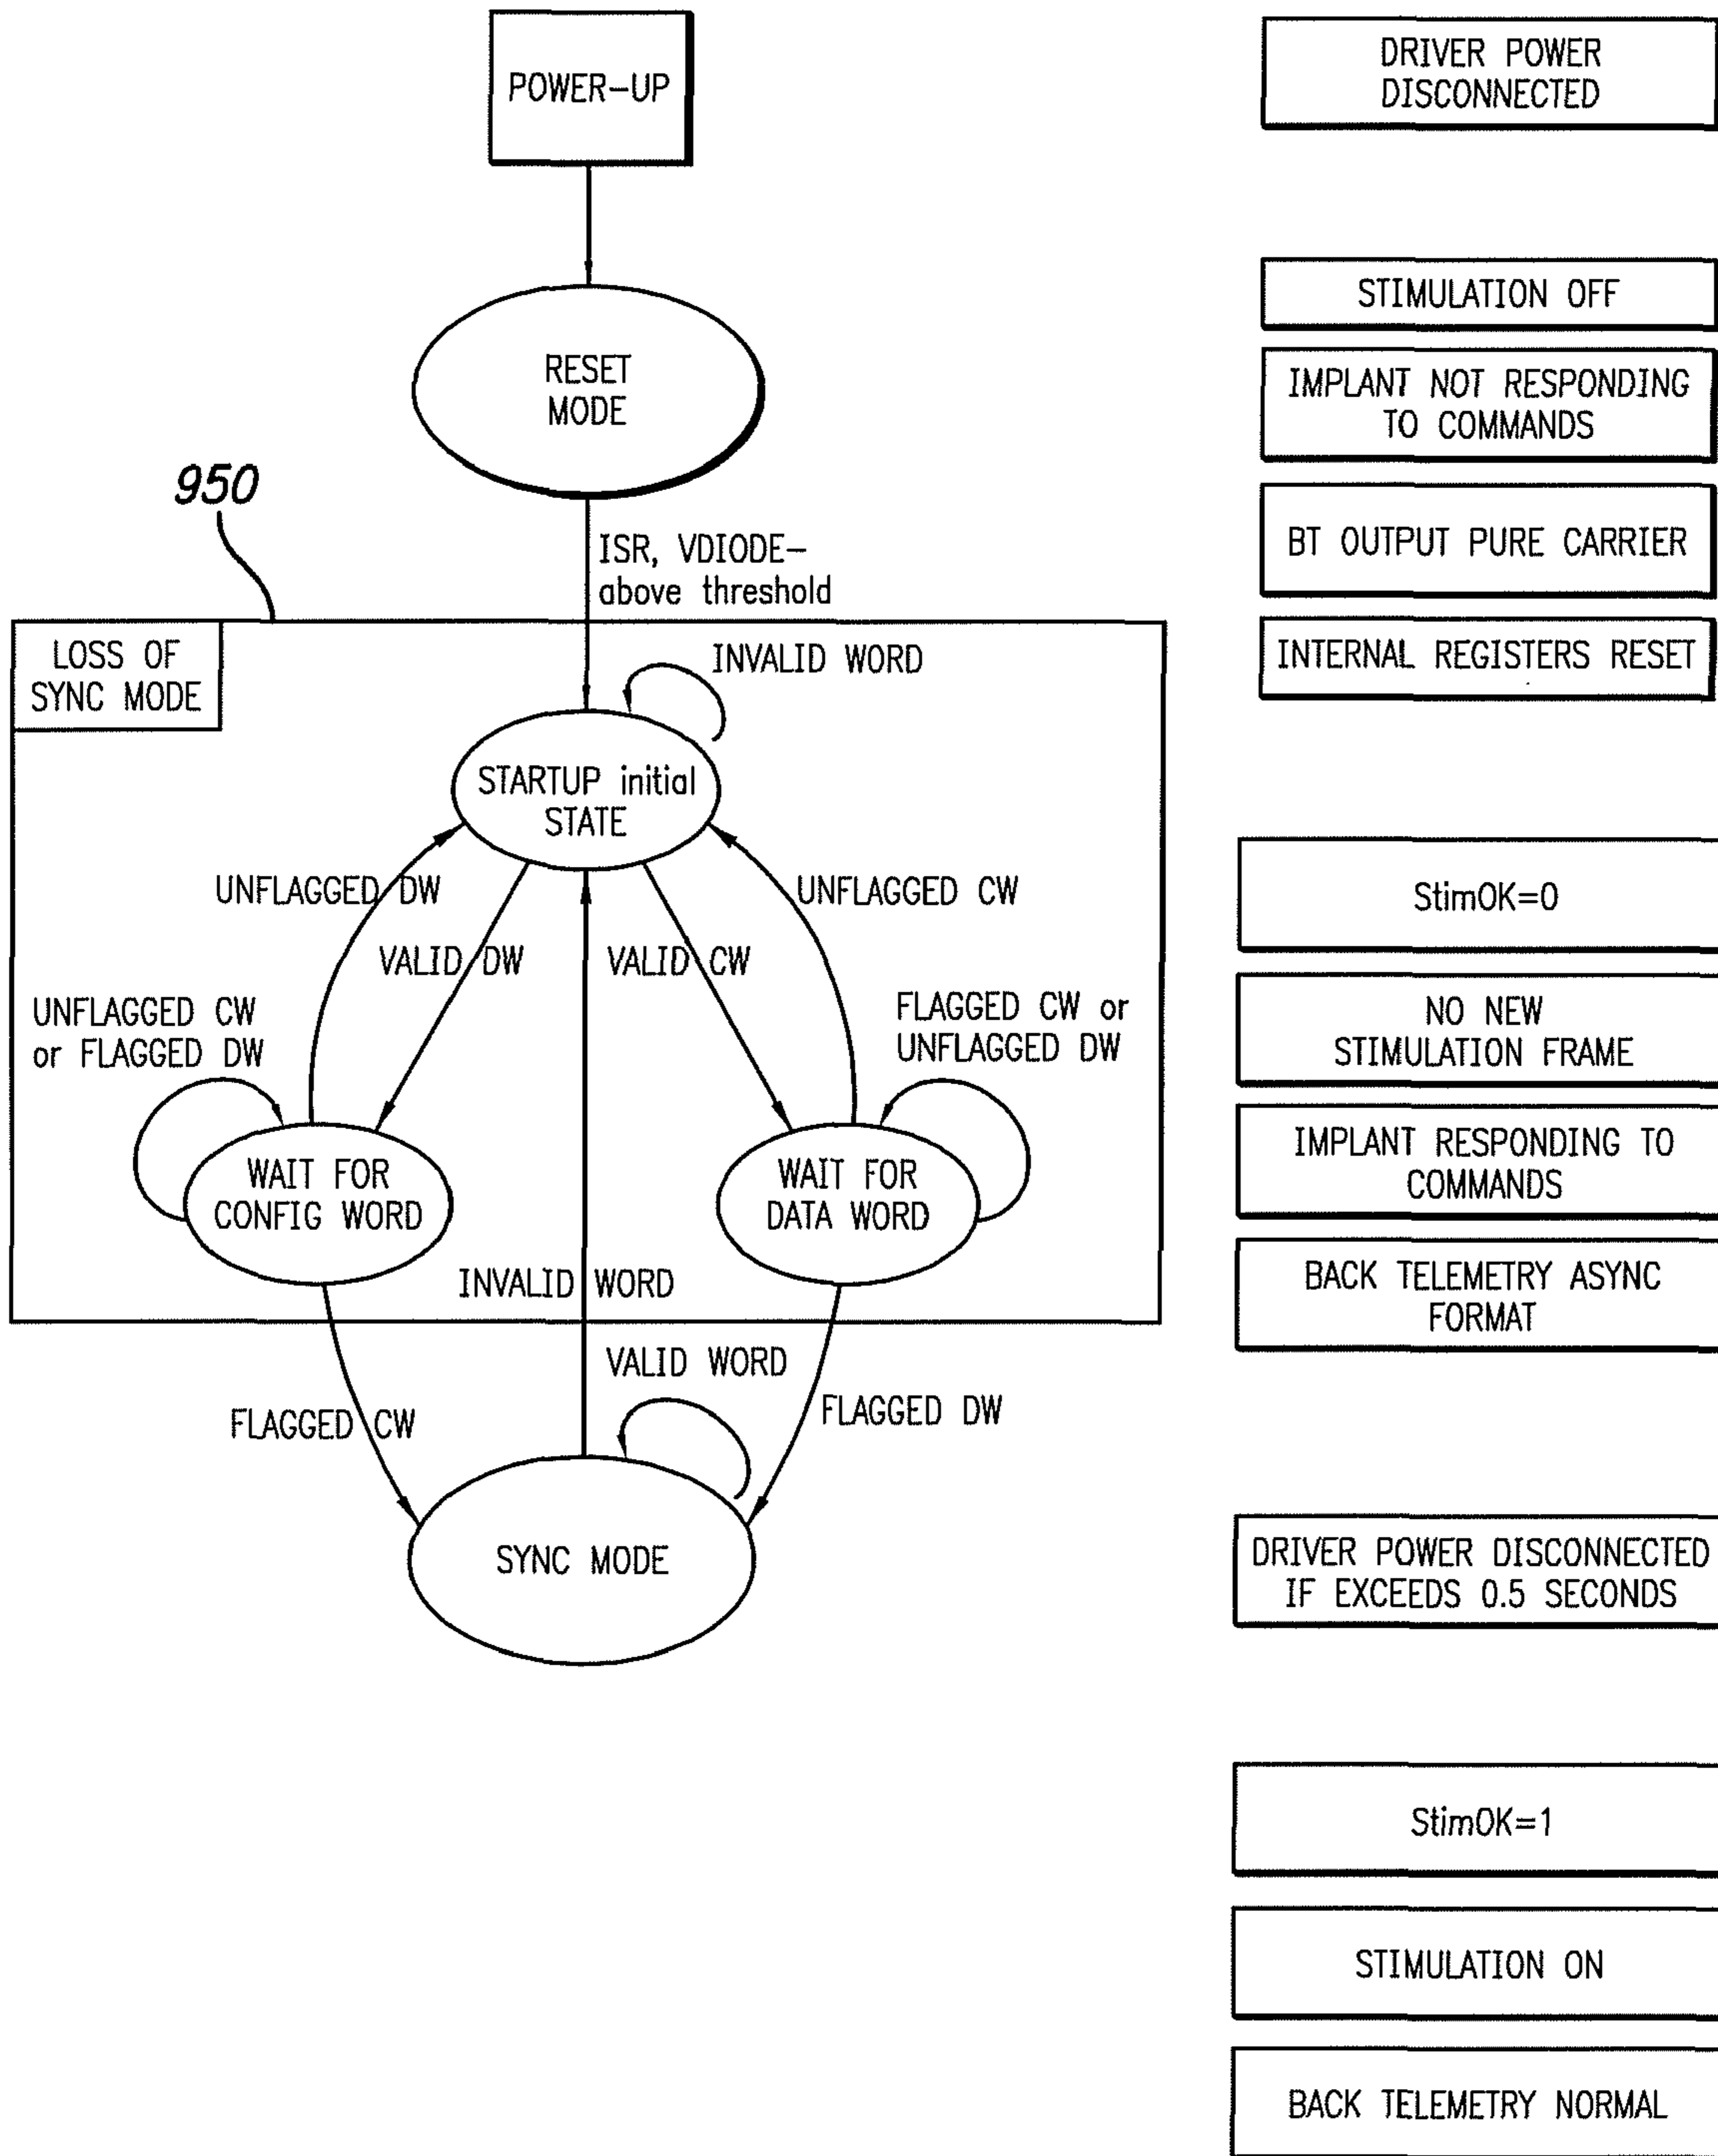 POWER-UP
DRIVER POWER
DISCONNECTED
RESET
MODE
STIMULATION OFF
IMPLANT NOT RESPONDING
TO COMMANDS
BT OUTPUT PURE CARRIER
INTERNAL REGISTERS RESET
950
ISR, VDIODE-
above threshold
LOSS OF
SYNC MODE
INVALID WORD
STARTUP initial
STATE
UNFLAGGED DW
UNFLAGGED CW
VALID DW
VALID CW
UNFLAGGED CW
or FLAGGED DW
FLAGGED CW or
UNFLAGGED DW
WAIT FOR
CONFIG WORD
WAIT FOR
DATA WORD
INVALID WORD
StimOK=0
NO NEW
STIMULATION FRAME
IMPLANT RESPONDING TO
COMMANDS
BACK TELEMETRY ASYNC
FORMAT
VALID WORD
FLAGGED CW
FLAGGED DW
SYNC MODE
DRIVER POWER DISCONNECTED
IF EXCEEDS 0.5 SECONDS
StimOK=1
STIMULATION ON
BACK TELEMETRY NORMAL